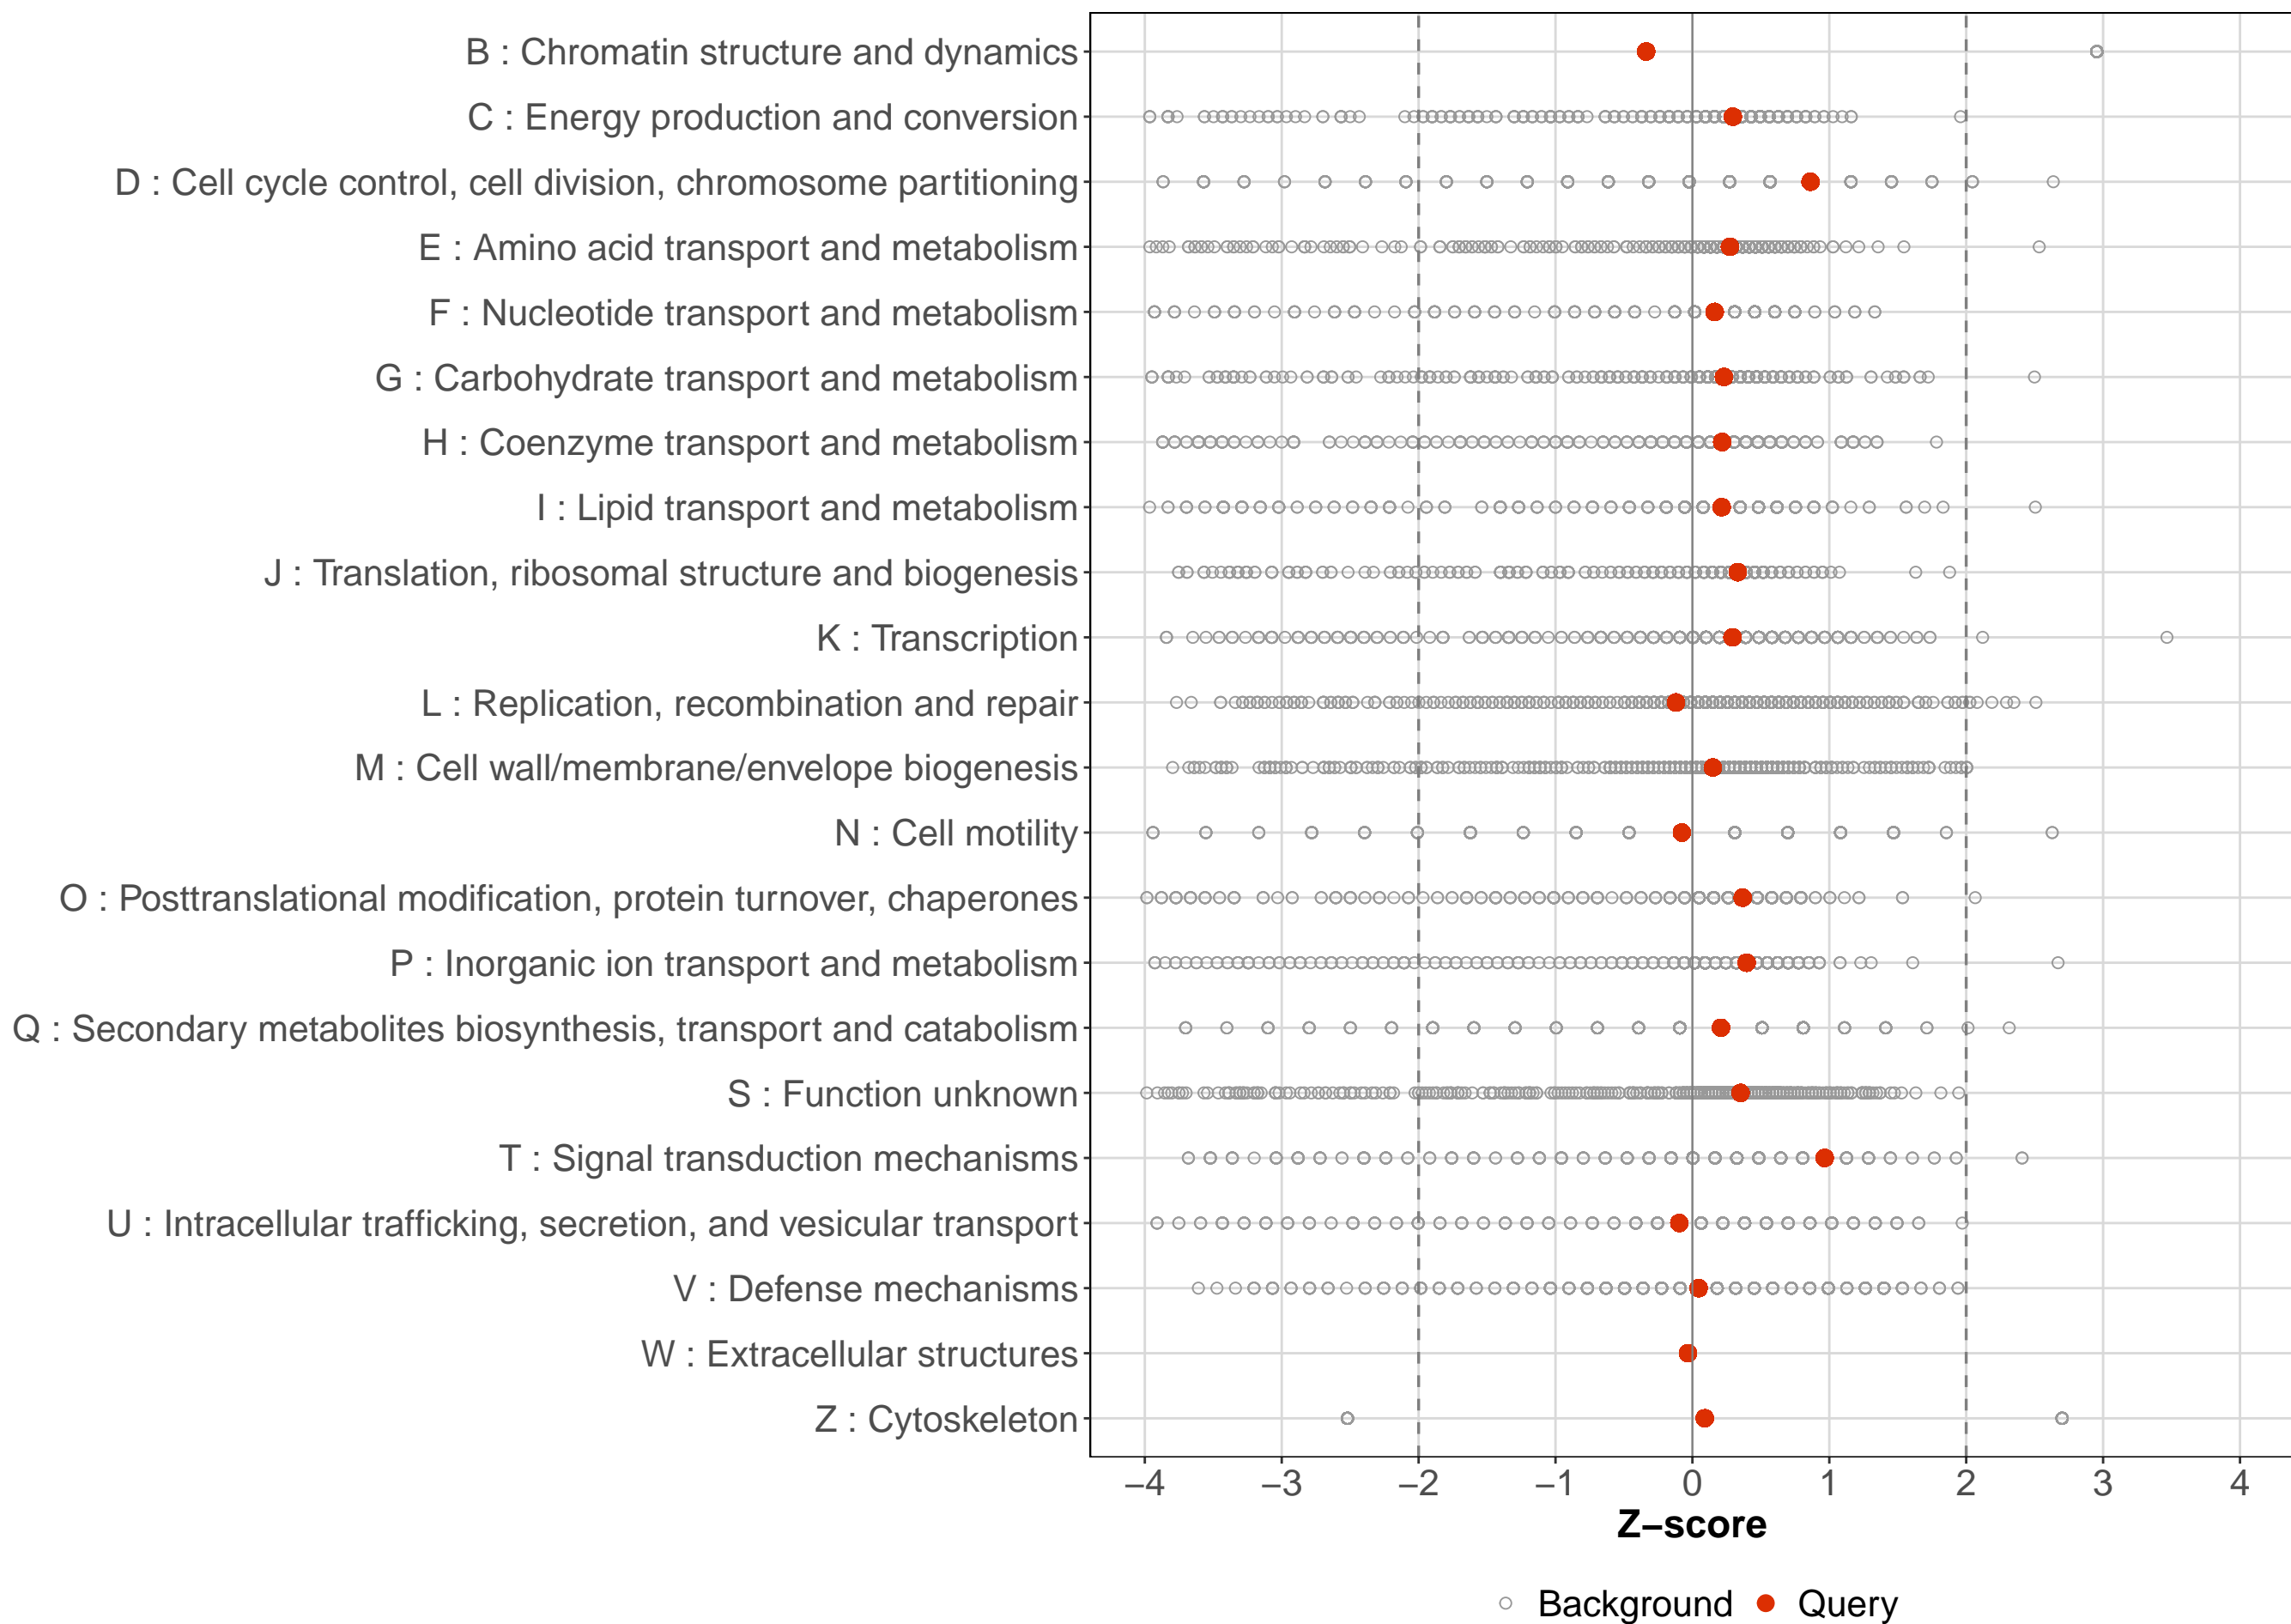 B : Chromatin structure and dynamics
C : Energy production and conversion
D : Cell cycle control, cell division, chromosome partitioning
E : Amino acid transport and metabolism
F : Nucleotide transport and metabolism
G : Carbohydrate transport and metabolism
H : Coenzyme transport and metabolism
I : Lipid transport and metabolism
J : Translation, ribosomal structure and biogenesis
K : Transcription
L : Replication, recombination and repair
M : Cell wall/membrane/envelope biogenesis
N : Cell motility
O : Posttranslational modification, protein turnover, chaperones
P : Inorganic ion transport and metabolism
Q : Secondary metabolites biosynthesis, transport and catabolism
S : Function unknown
T : Signal transduction mechanisms
U : Intracellular trafficking, secretion, and vesicular transport
V : Defense mechanisms
W : Extracellular structures
Z : Cytoskeleton
−4 −3 −2 −1 0 1 2 3 4
Z−score
Background Query